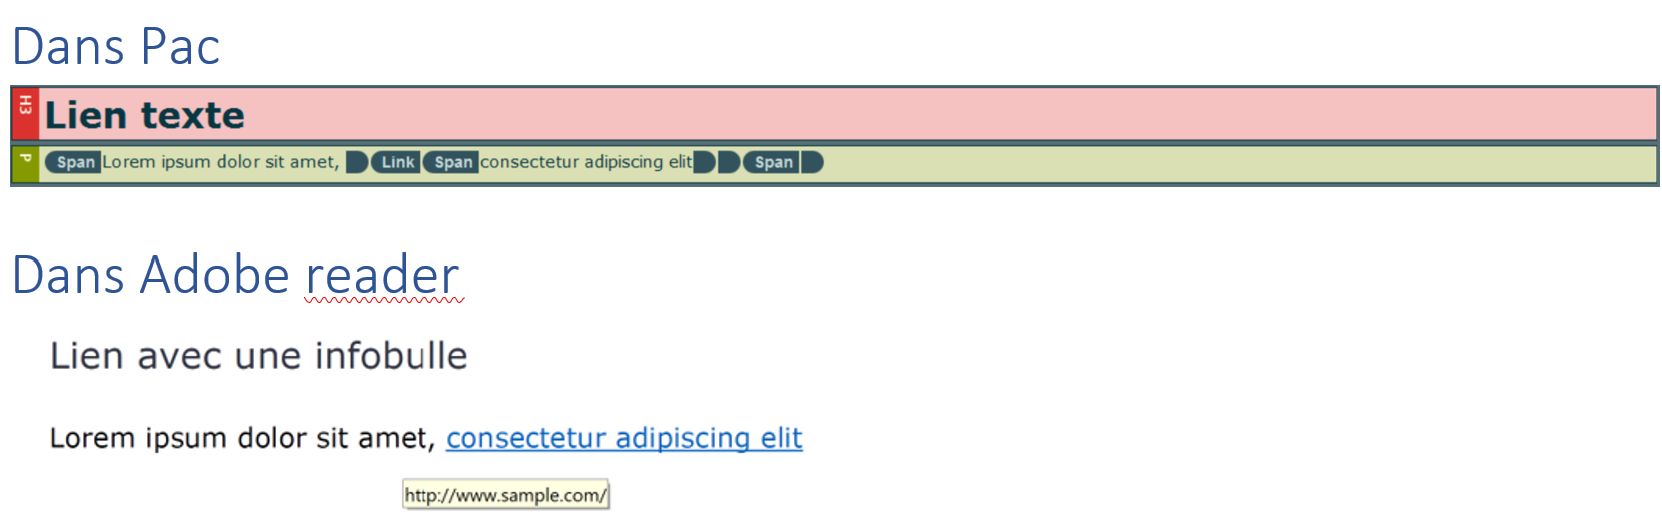 Dans Pac
H3 Lien texte
P Span Lorem ipsum dolor sit amet, Link Span consectetur adipiscing elit Span
Dans Adobe reader
Lien avec une infobulle
Lorem ipsum dolor sit amet, consectetur adipiscing elit
http://www.sample.com/